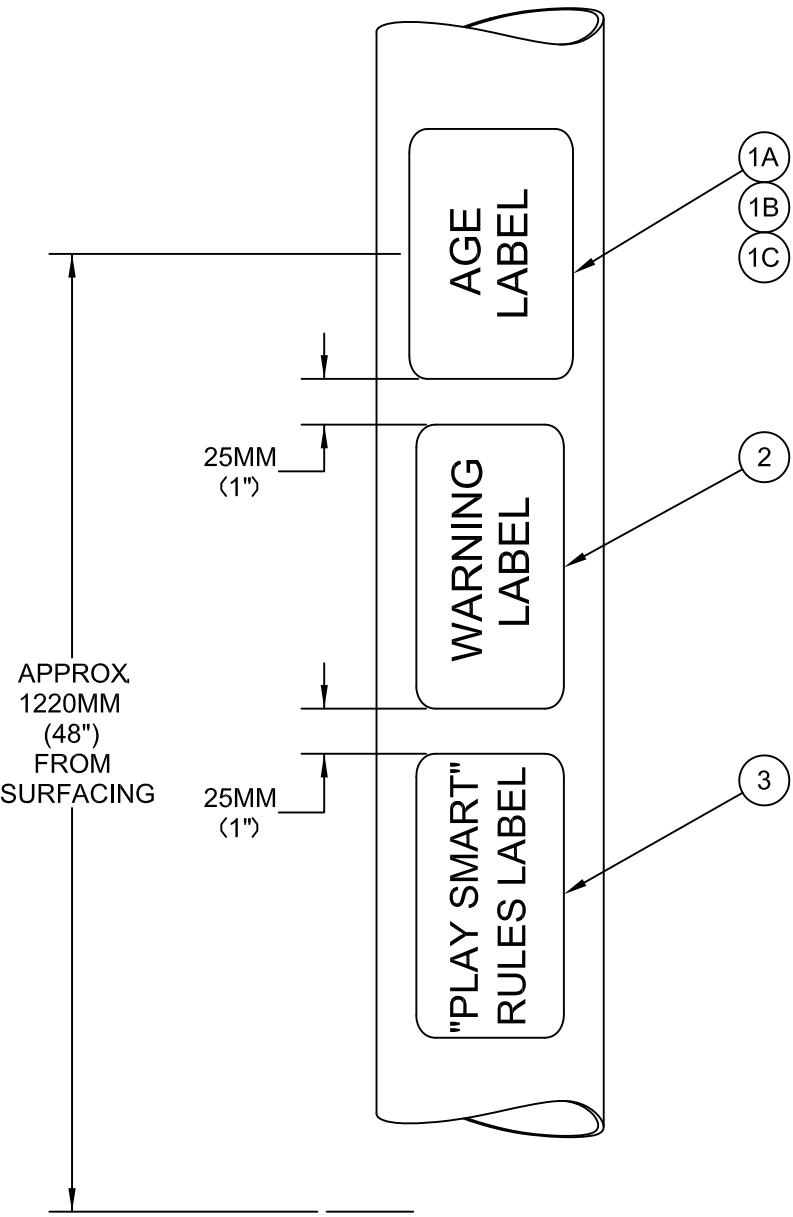 AGE
LABEL
1A
1B
1C
25MM
(1")
WARNING
LABEL
2
APPROX.
1220MM
(48")
FROM
SURFACING
25MM
(1")
"PLAY SMART"
RULES LABEL
3